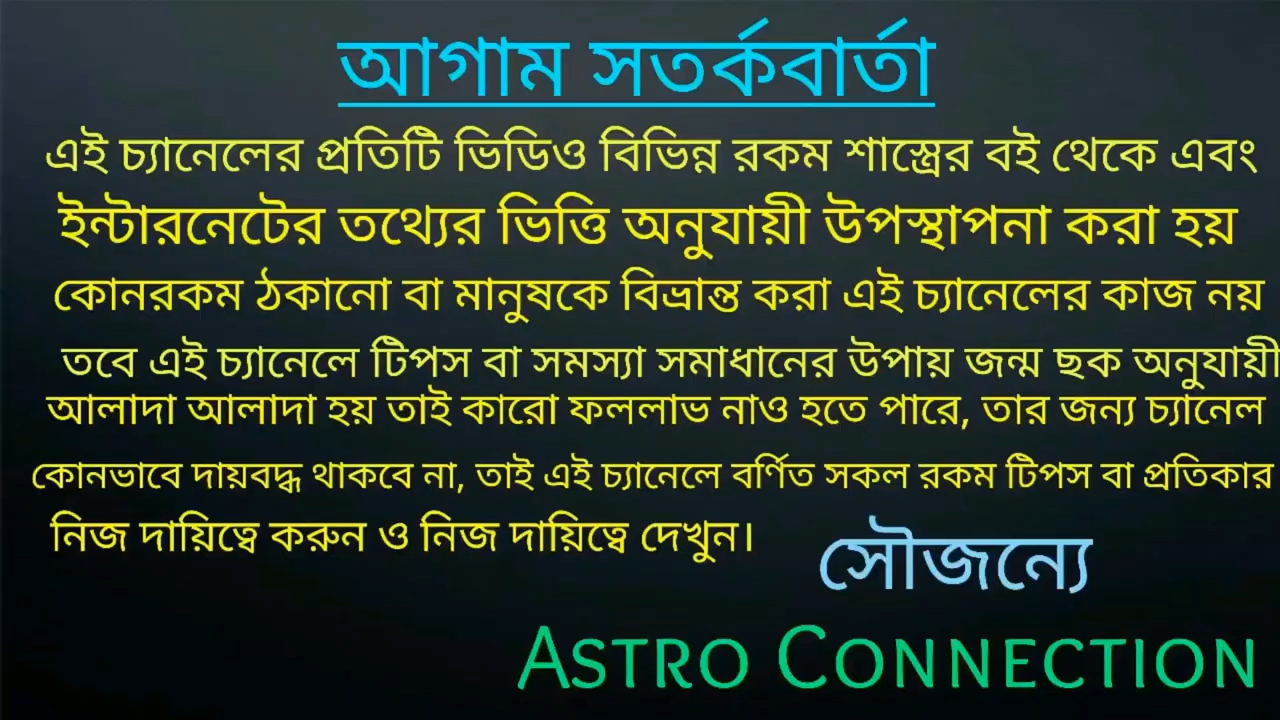 আগাম সতর্কবার্তা
এই চ্যানেলের প্রতিটি ভিডিও বিভিন্ন রকম শাস্ত্রের বই থেকে এবং
ইন্টারনেটের তথ্যের ভিত্তি অনুযায়ী উপস্থাপনা করা হয়
কোনরকম ঠকানো বা মানুষকে বিভ্রান্ত করা এই চ্যানেলের কাজ নয়
তবে এই চ্যানেলে টিপস বা সমস্যা সমাধানের উপায় জন্ম ছক অনুযায়ী
আলাদা আলাদা হয় তাই কারো ফললাভ নাও হতে পারে, তার জন্য চ্যানেল
কোনভাবে দায়বদ্ধ থাকবে না, তাই এই চ্যানেলে বর্ণিত সকল রকম টিপস বা প্রতিকার
নিজ দায়িত্বে করুন ও নিজ দায়িত্বে দেখুন।
সৌজন্যে
ASTRO CONNECTION